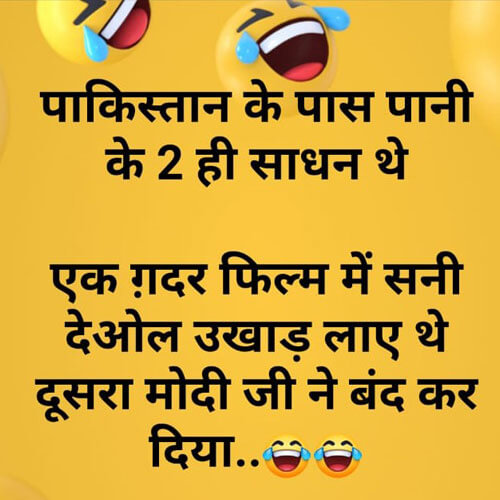 पाकिस्तान के पास पानी
के 2 ही साधन थे
एक ग़दर फिल्म में सनी
देओल उखाड़ लाए थे
दूसरा मोदी जी ने बंद कर
दिया..😂😂